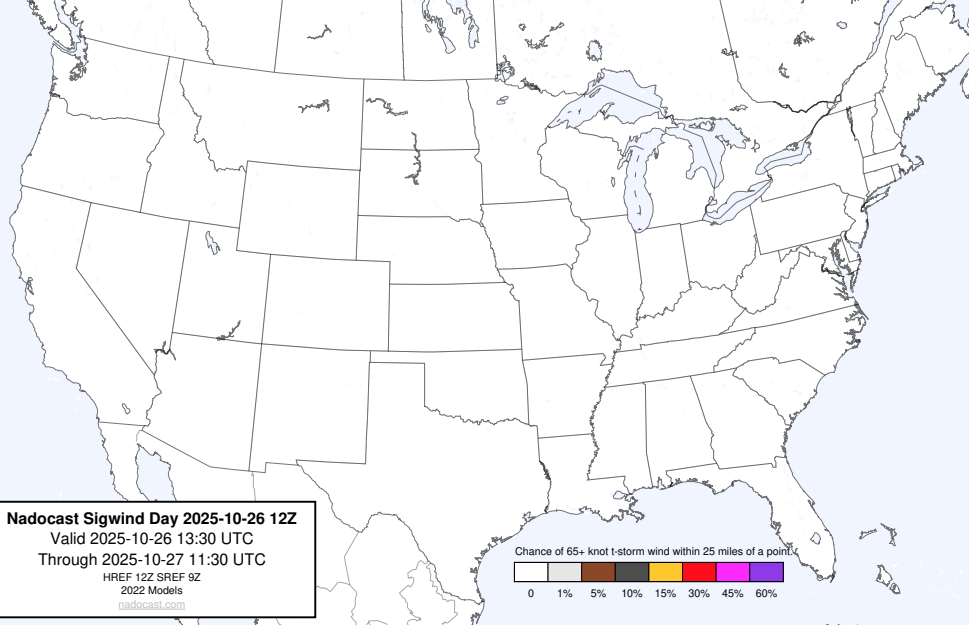 Nadocast Sigwind Day 2025-10-26 12Z
Valid 2025-10-26 13:30 UTC
Through 2025-10-27 11:30 UTC
HREF 12Z SREF 9Z
2022 Models
nadocast.com
Chance of 65+ knot t-storm wind within 25 miles of a point.
0 1% 5% 10% 15% 30% 45% 60%